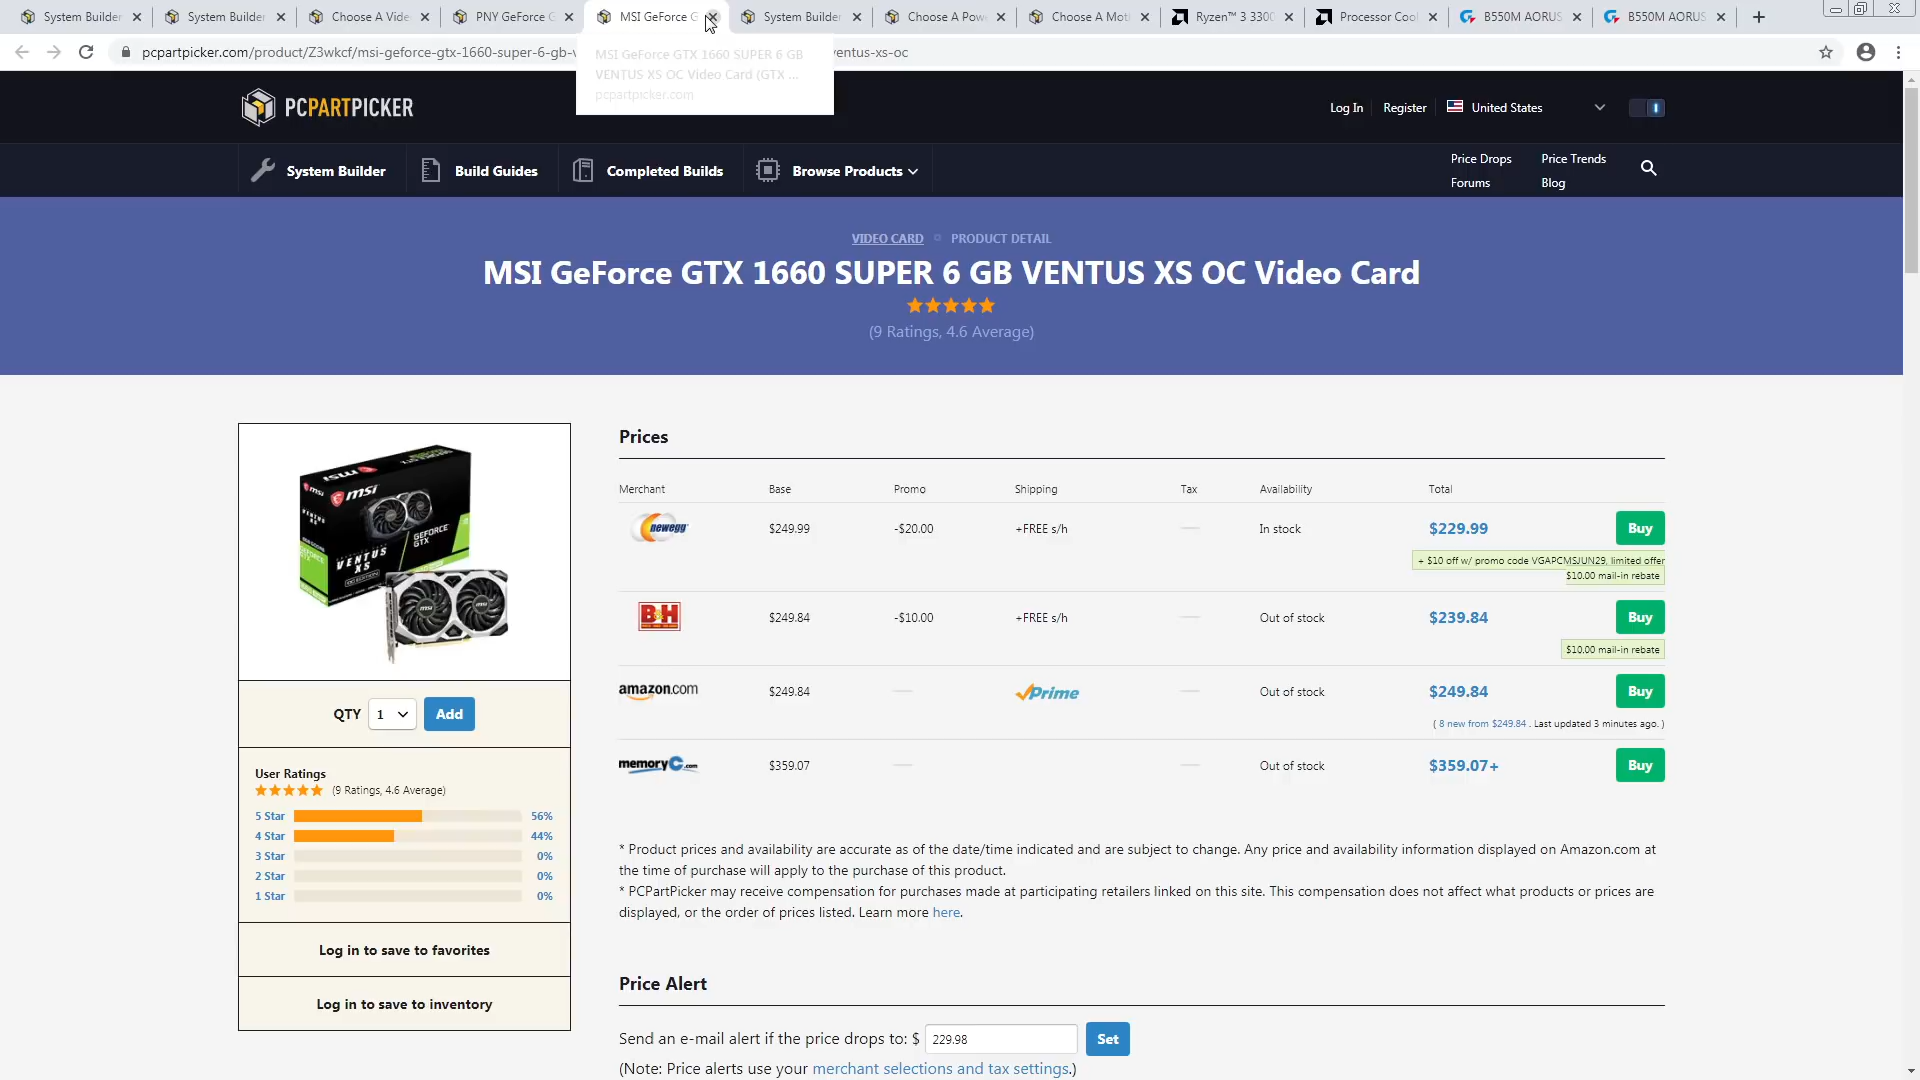 System Builder
System Builder
Choose A Vide
PNY GeForce G
MSI GeForce G
System Builder
Choose A Pow
Choose A Mot
Ryzen™ 3 3300
Processor Coo
B550M AORUS
B550M AORUS
pcpartpicker.com/product/Z3wkcf/msi-geforce-gtx-1660-super-6-gb-v
entus-xs-oc
MSI GeForce GTX 1660 SUPER 6 GB
VENTUS XS OC Video Card (GTX ...
pcpartpicker.com
PCPARTPICKER
Log In
Register
United States
System Builder
Build Guides
Completed Builds
Browse Products
Price Drops
Price Trends
Forums
Blog
VIDEO CARD
PRODUCT DETAIL
MSI GeForce GTX 1660 SUPER 6 GB VENTUS XS OC Video Card
(9 Ratings, 4.6 Average)
msi
VENTUS
XS
GEFORCE
GTX
QTY 1 Add
User Ratings
(9 Ratings, 4.6 Average)
5 Star 56%
4 Star 44%
3 Star 0%
2 Star 0%
1 Star 0%
Log in to save to favorites
Log in to save to inventory
Prices
Merchant Base Promo Shipping Tax Availability Total
newegg $249.99 -$20.00 +FREE s/h In stock $229.99 Buy
+ $10 off w/ promo code VGAPCMSJUN29, limited offer
$10.00 mail-in rebate
B&H $249.84 -$10.00 +FREE s/h Out of stock $239.84 Buy
$10.00 mail-in rebate
amazon.com $249.84 Prime Out of stock $249.84 Buy
( 8 new from $249.84 . Last updated 3 minutes ago. )
memoryC.com $359.07 Out of stock $359.07+ Buy
* Product prices and availability are accurate as of the date/time indicated and are subject to change. Any price and availability information displayed on Amazon.com at
the time of purchase will apply to the purchase of this product.
* PCPartPicker may receive compensation for purchases made at participating retailers linked on this site. This compensation does not affect what products or prices are
displayed, or the order of prices listed. Learn more here.
Price Alert
Send an e-mail alert if the price drops to: $ 229.98 Set
(Note: Price alerts use your merchant selections and tax settings.)